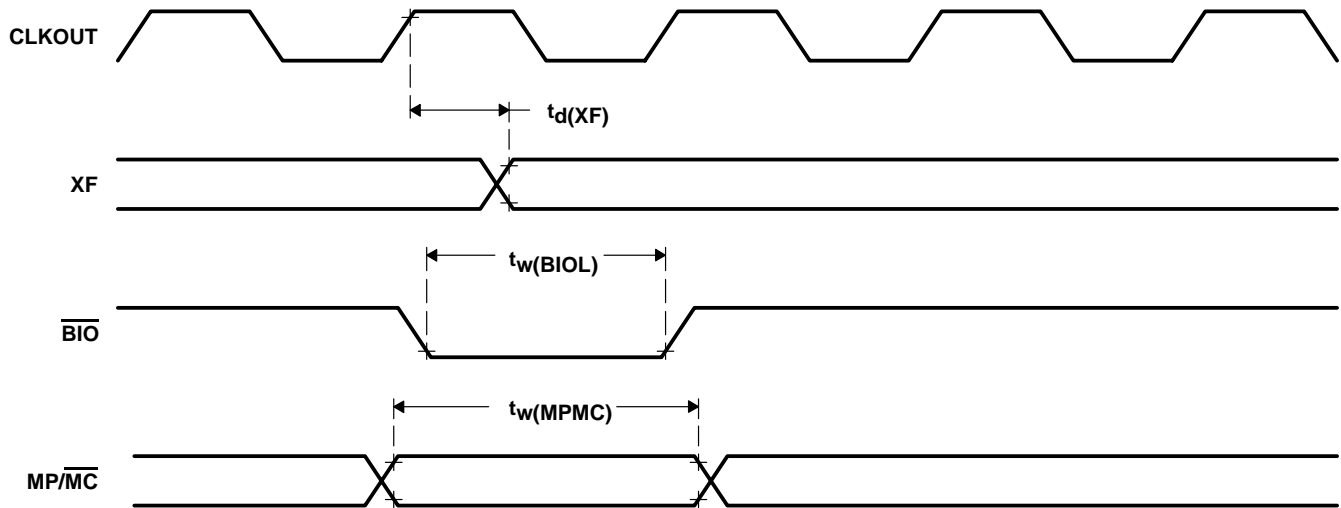 CLKOUT
td(XF)
XF
tw(BIOL)
BIO
tw(MPMC)
MP/MC